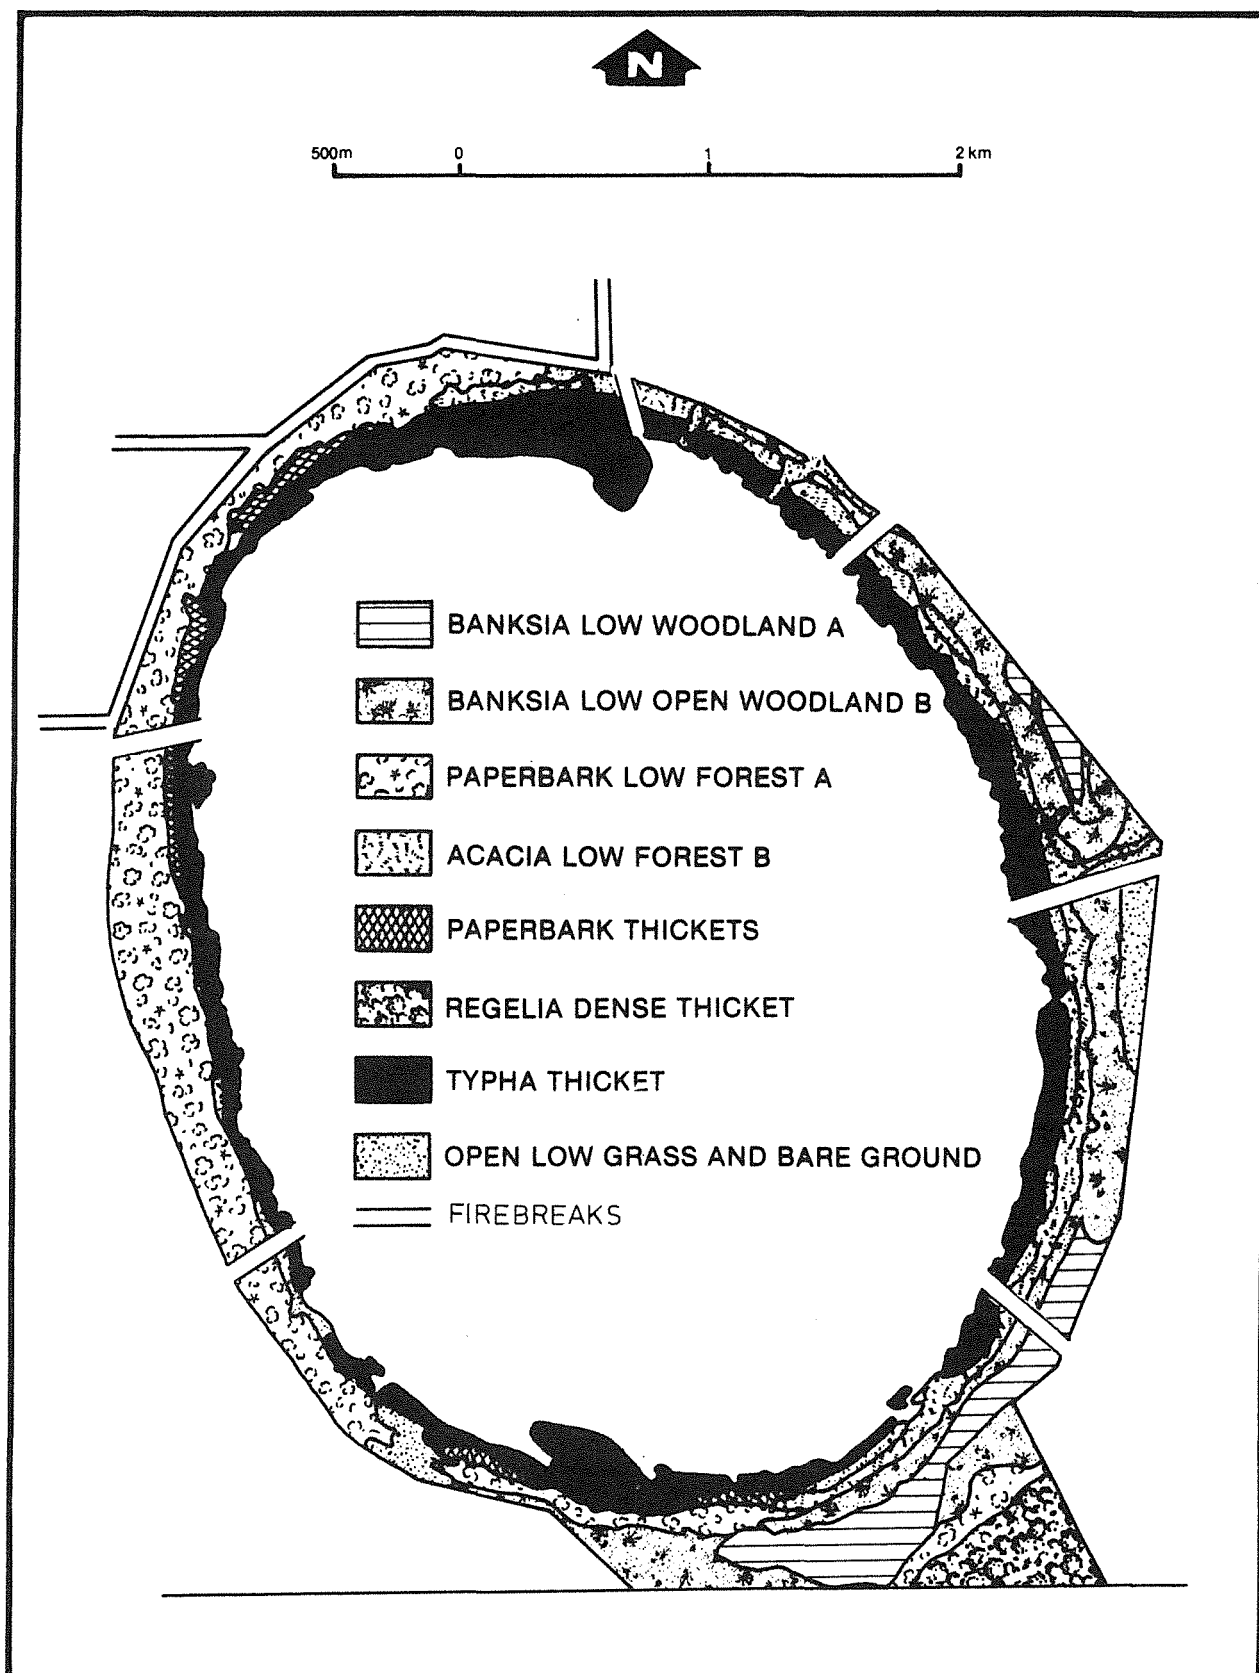 N
500m 0 1 2 km
BANKSIA LOW WOODLAND A
BANKSIA LOW OPEN WOODLAND B
PAPERBARK LOW FOREST A
ACACIA LOW FOREST B
PAPERBARK THICKETS
REGELIA DENSE THICKET
TYPHA THICKET
OPEN LOW GRASS AND BARE GROUND
FIREBREAKS